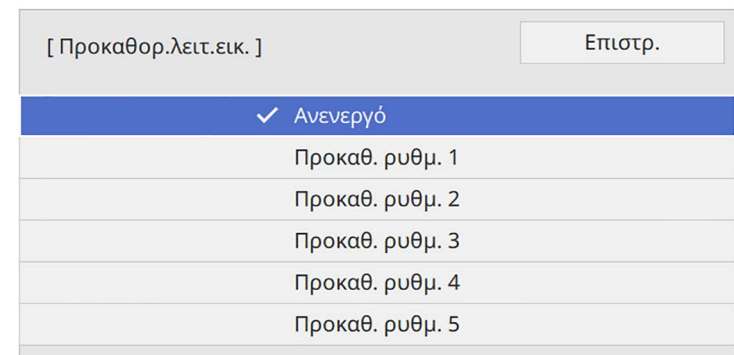 [ Προκαθορ.λειτ.εικ. ]
Επιστρ.
Ανενεργό
Προκαθ. ρυθμ. 1
Προκαθ. ρυθμ. 2
Προκαθ. ρυθμ. 3
Προκαθ. ρυθμ. 4
Προκαθ. ρυθμ. 5